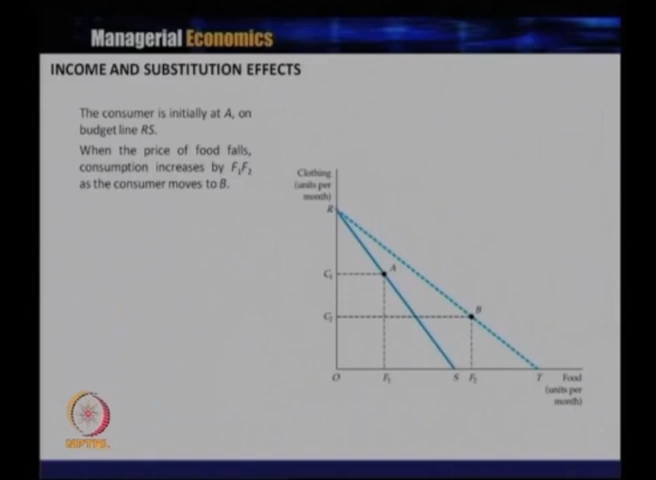 Managerial Economics
INCOME AND SUBSTITUTION EFFECTS
The consumer is initially at A, on
budget line RS.
When the price of food falls,
consumption increases by F₁F₂
as the consumer moves to B.
Clothing
(units per
month)
R
C₁
A
C₂
B
O
F₁
S
F₂
T
Food
(units per
month)
NPTEL